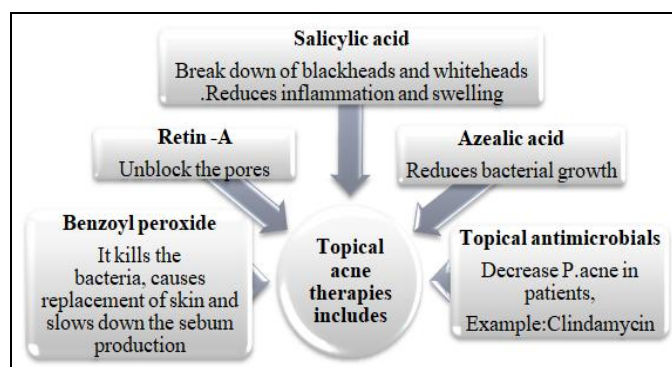 Salicylic acid
Break down of blackheads and whiteheads
.Reduces inflammation and swelling
Retin -A
Unblock the pores
Azealic acid
Reduces bacterial growth
Benzoyl peroxide
It kills the
bacteria, causes
replacement of skin and
slows down the sebum
production
Topical
acne
therapies
includes
Topical antimicrobials
Decrease P.acne in
patients,
Example:Clindamycin